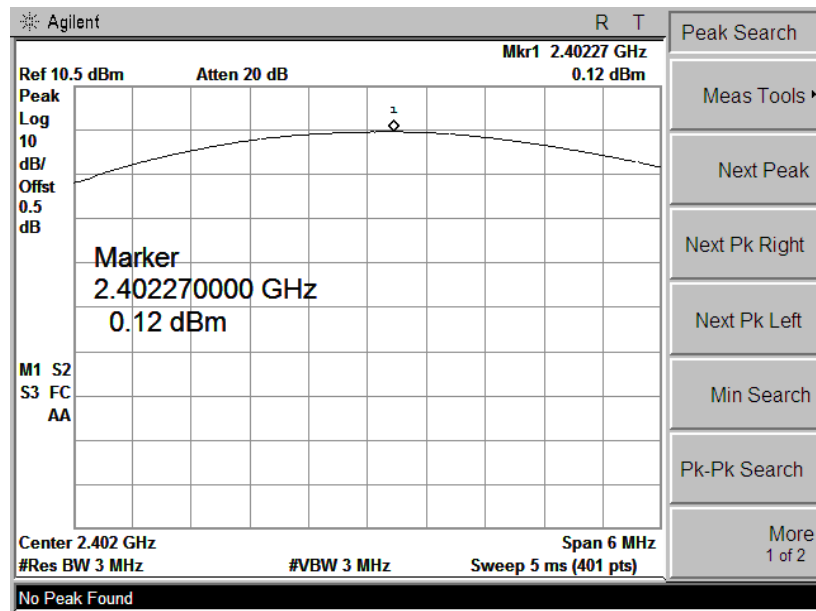 Agilent R T
Peak Search
Mkr1 2.40227 GHz
Ref 10.5 dBm Atten 20 dB 0.12 dBm
Peak
Log
10
dB/
Offst
0.5
dB
1
Marker
2.402270000 GHz
0.12 dBm
M1 S2
S3 FC
AA
Center 2.402 GHz Span 6 MHz
#Res BW 3 MHz #VBW 3 MHz Sweep 5 ms (401 pts)
Meas Tools
Next Peak
Next Pk Right
Next Pk Left
Min Search
Pk-Pk Search
More
1 of 2
No Peak Found